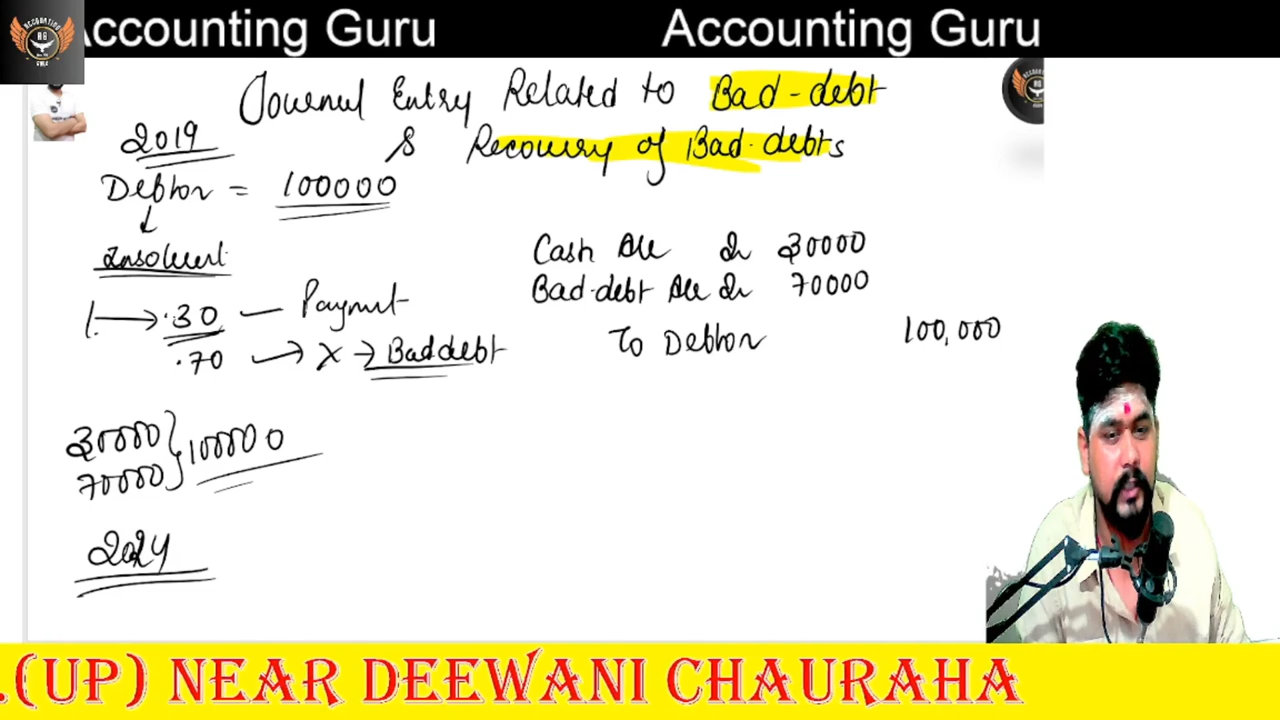 Accounting Guru Accounting Guru
Journal Entry Related to Bad-debt
& Recovery of Bad-debts
2019
Debtor = 100000
Insolvent
1 → .30 — Payment
.70 → X → Bad debt
30000
70000 } 100000
2024
Cash A/c Dr 30000
Bad-debt A/c Dr 70000
To Debtor 100,000
.(UP) NEAR DEEWANI CHAURAHA